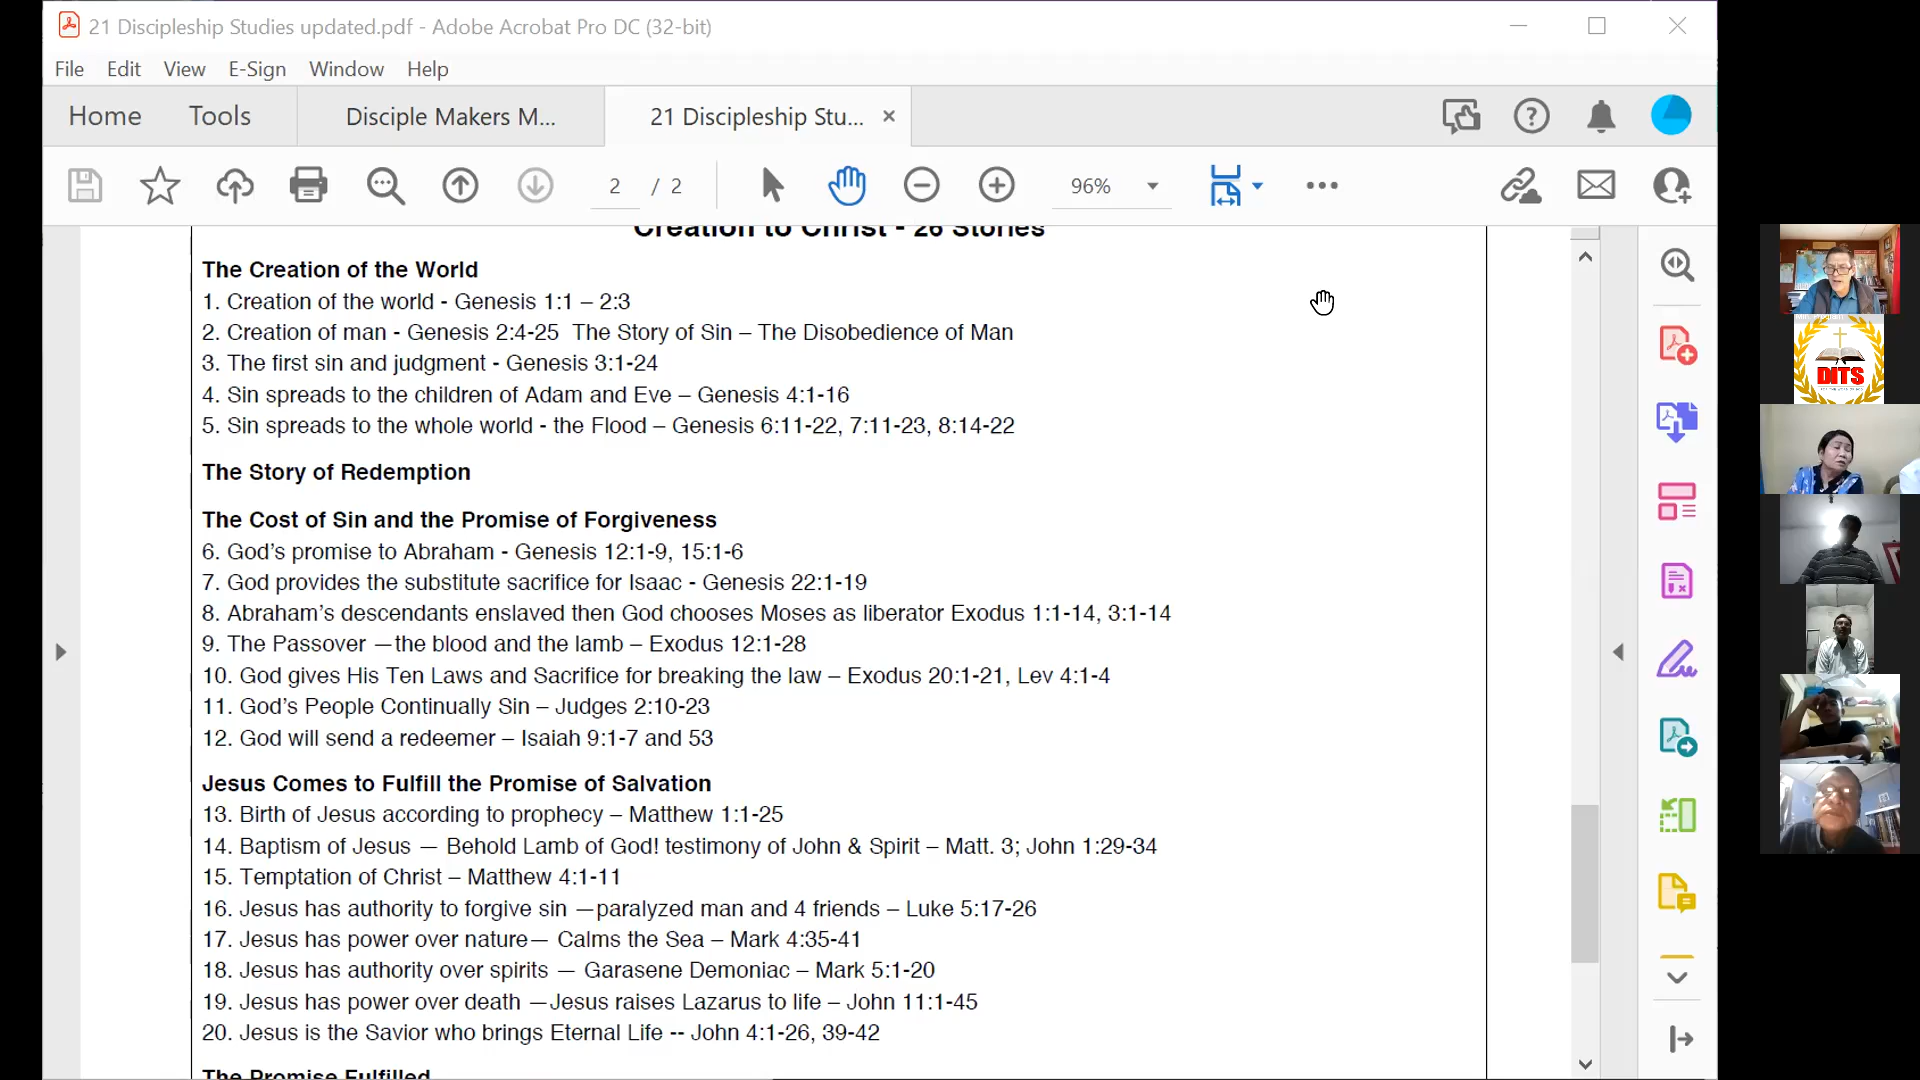 21 Discipleship Studies updated.pdf - Adobe Acrobat Pro DC (32-bit)
File Edit View E-Sign Window Help
Home Tools Disciple Makers M... 21 Discipleship Stu... ×
2 / 2 96%
Creation to Christ - 26 Stories
The Creation of the World
1. Creation of the world - Genesis 1:1 – 2:3
2. Creation of man - Genesis 2:4-25 The Story of Sin – The Disobedience of Man
3. The first sin and judgment - Genesis 3:1-24
4. Sin spreads to the children of Adam and Eve – Genesis 4:1-16
5. Sin spreads to the whole world - the Flood – Genesis 6:11-22, 7:11-23, 8:14-22
The Story of Redemption
The Cost of Sin and the Promise of Forgiveness
6. God’s promise to Abraham - Genesis 12:1-9, 15:1-6
7. God provides the substitute sacrifice for Isaac - Genesis 22:1-19
8. Abraham’s descendants enslaved then God chooses Moses as liberator Exodus 1:1-14, 3:1-14
9. The Passover —the blood and the lamb – Exodus 12:1-28
10. God gives His Ten Laws and Sacrifice for breaking the law – Exodus 20:1-21, Lev 4:1-4
11. God’s People Continually Sin – Judges 2:10-23
12. God will send a redeemer – Isaiah 9:1-7 and 53
Jesus Comes to Fulfill the Promise of Salvation
13. Birth of Jesus according to prophecy – Matthew 1:1-25
14. Baptism of Jesus — Behold Lamb of God! testimony of John & Spirit – Matt. 3; John 1:29-34
15. Temptation of Christ – Matthew 4:1-11
16. Jesus has authority to forgive sin —paralyzed man and 4 friends – Luke 5:17-26
17. Jesus has power over nature— Calms the Sea – Mark 4:35-41
18. Jesus has authority over spirits — Garasene Demoniac – Mark 5:1-20
19. Jesus has power over death —Jesus raises Lazarus to life – John 11:1-45
20. Jesus is the Savior who brings Eternal Life -- John 4:1-26, 39-42
The Promise Fulfilled
DITS